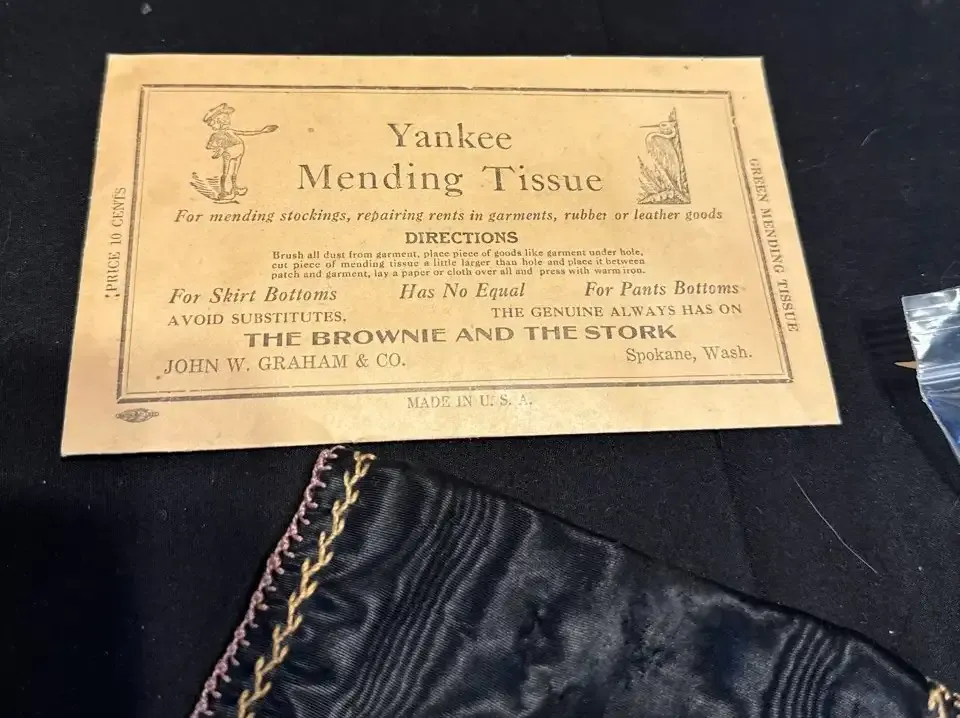 Yankee
Mending Tissue
For mending stockings, repairing rents in garments, rubber or leather goods
DIRECTIONS
Brush all dust from garment, place piece of goods like garment under hole,
cut piece of mending tissue a little larger than hole and place it between
patch and garment, lay a paper or cloth over all and press with warm iron.
For Skirt Bottoms Has No Equal For Pants Bottoms
AVOID SUBSTITUTES. THE GENUINE ALWAYS HAS ON
THE BROWNIE AND THE STORK
JOHN W. GRAHAM & CO. Spokane, Wash.
MADE IN U. S. A.
PRICE 10 CENTS
GREEN MENDING TISSUE